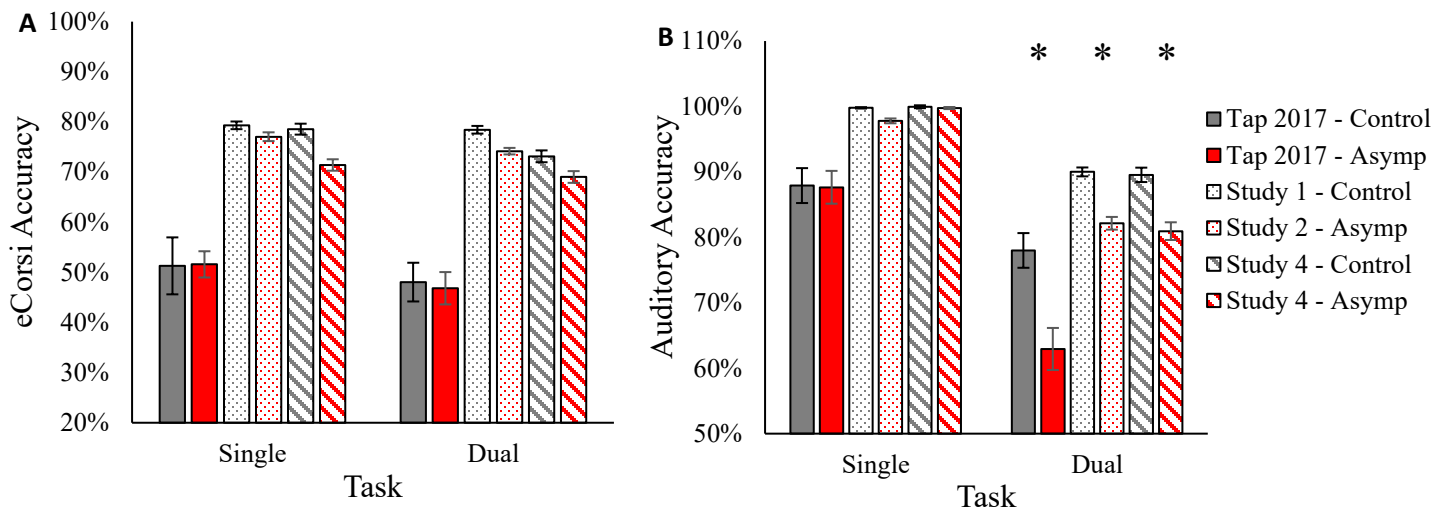 A
100%
90%
80%
70%
60%
50%
40%
30%
20%
eCorsi Accuracy
Single
Dual
Task
B
110%
100%
90%
80%
70%
60%
50%
Auditory Accuracy
* * *
Single
Dual
Task
Tap 2017 - Control
Tap 2017 - Asymp
Study 1 - Control
Study 2 - Asymp
Study 4 - Control
Study 4 - Asymp